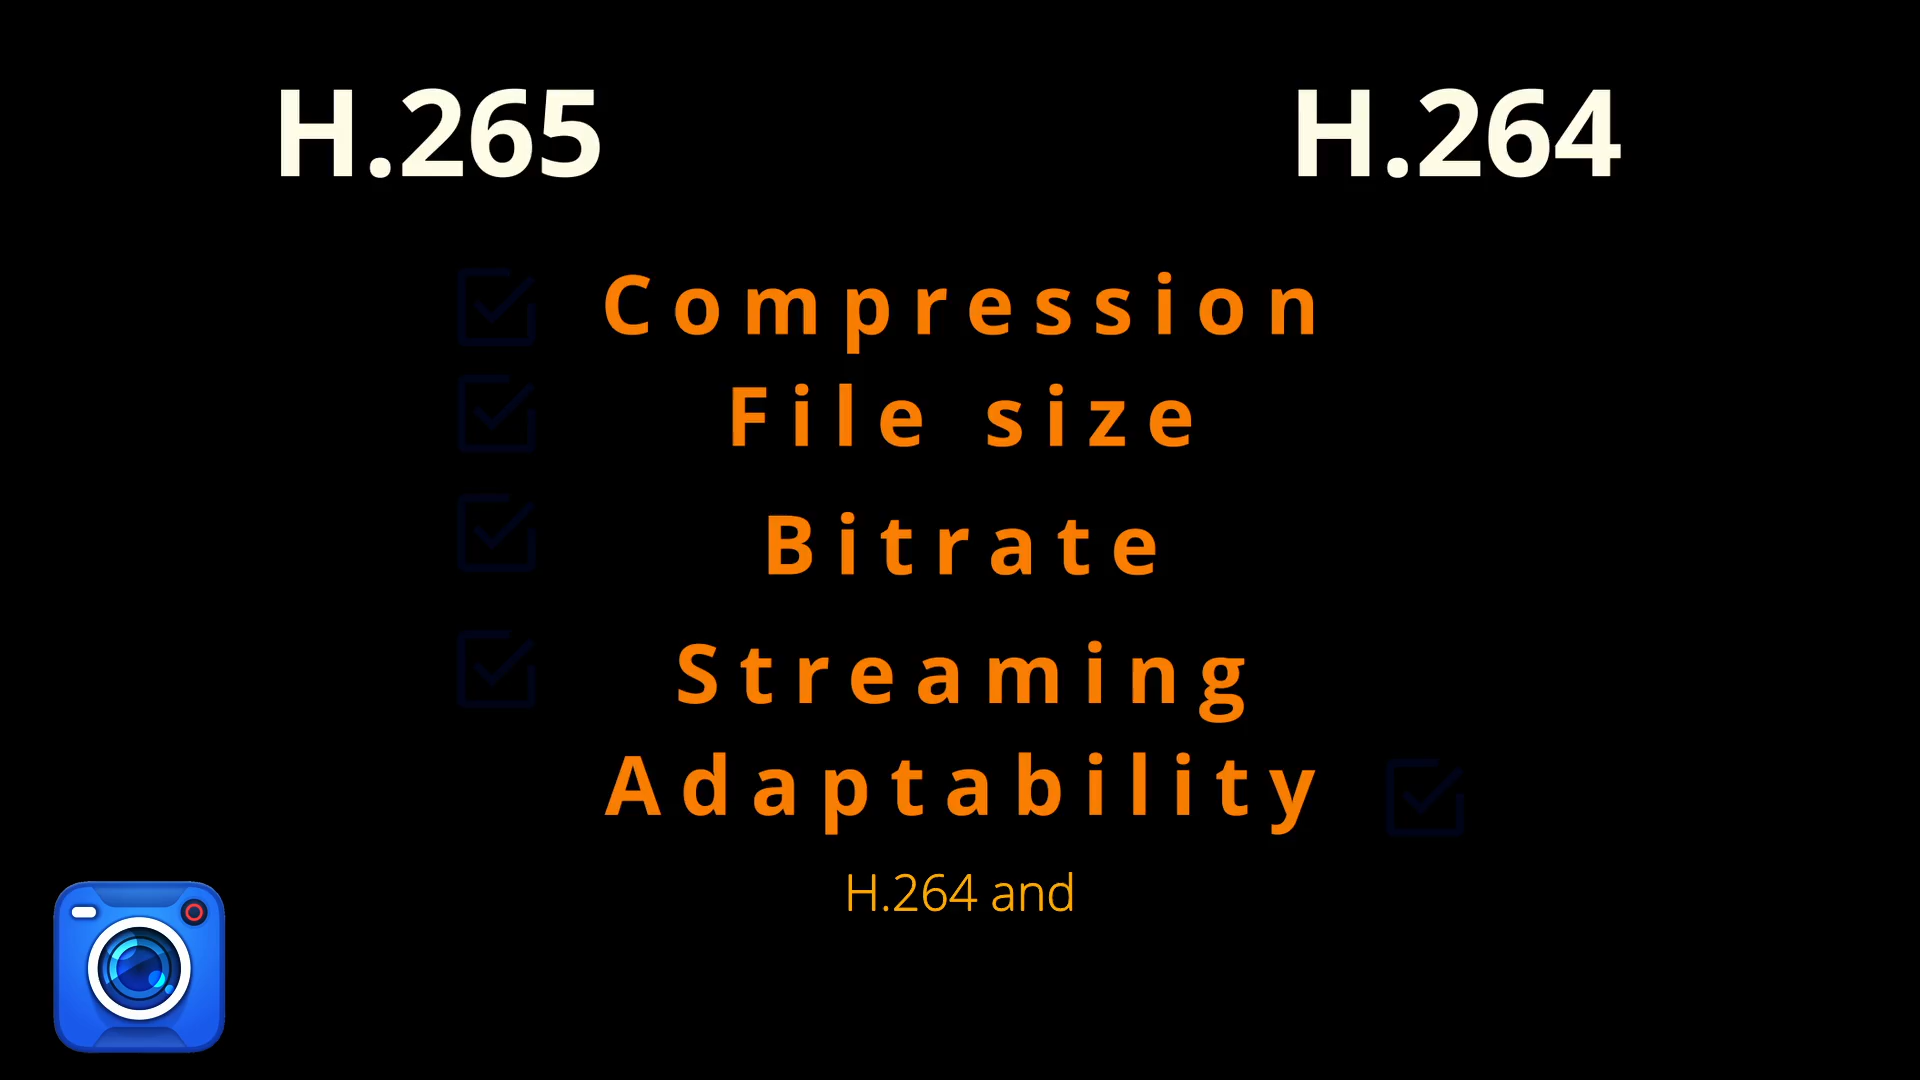 H.265 H.264
Compression
File size
Bitrate
Streaming
Adaptability
H.264 and